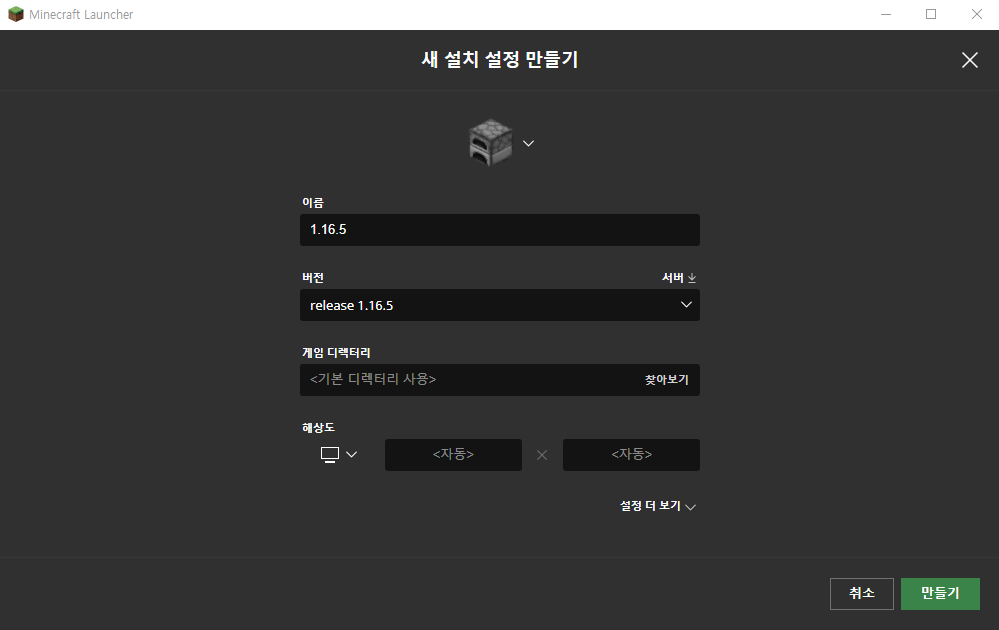 Minecraft Launcher
새 설치 설정 만들기
이름
1.16.5
버전 서버
release 1.16.5
게임 디렉터리
<기본 디렉터리 사용> 찾아보기
해상도
<자동> <자동>
설정 더 보기
취소 만들기